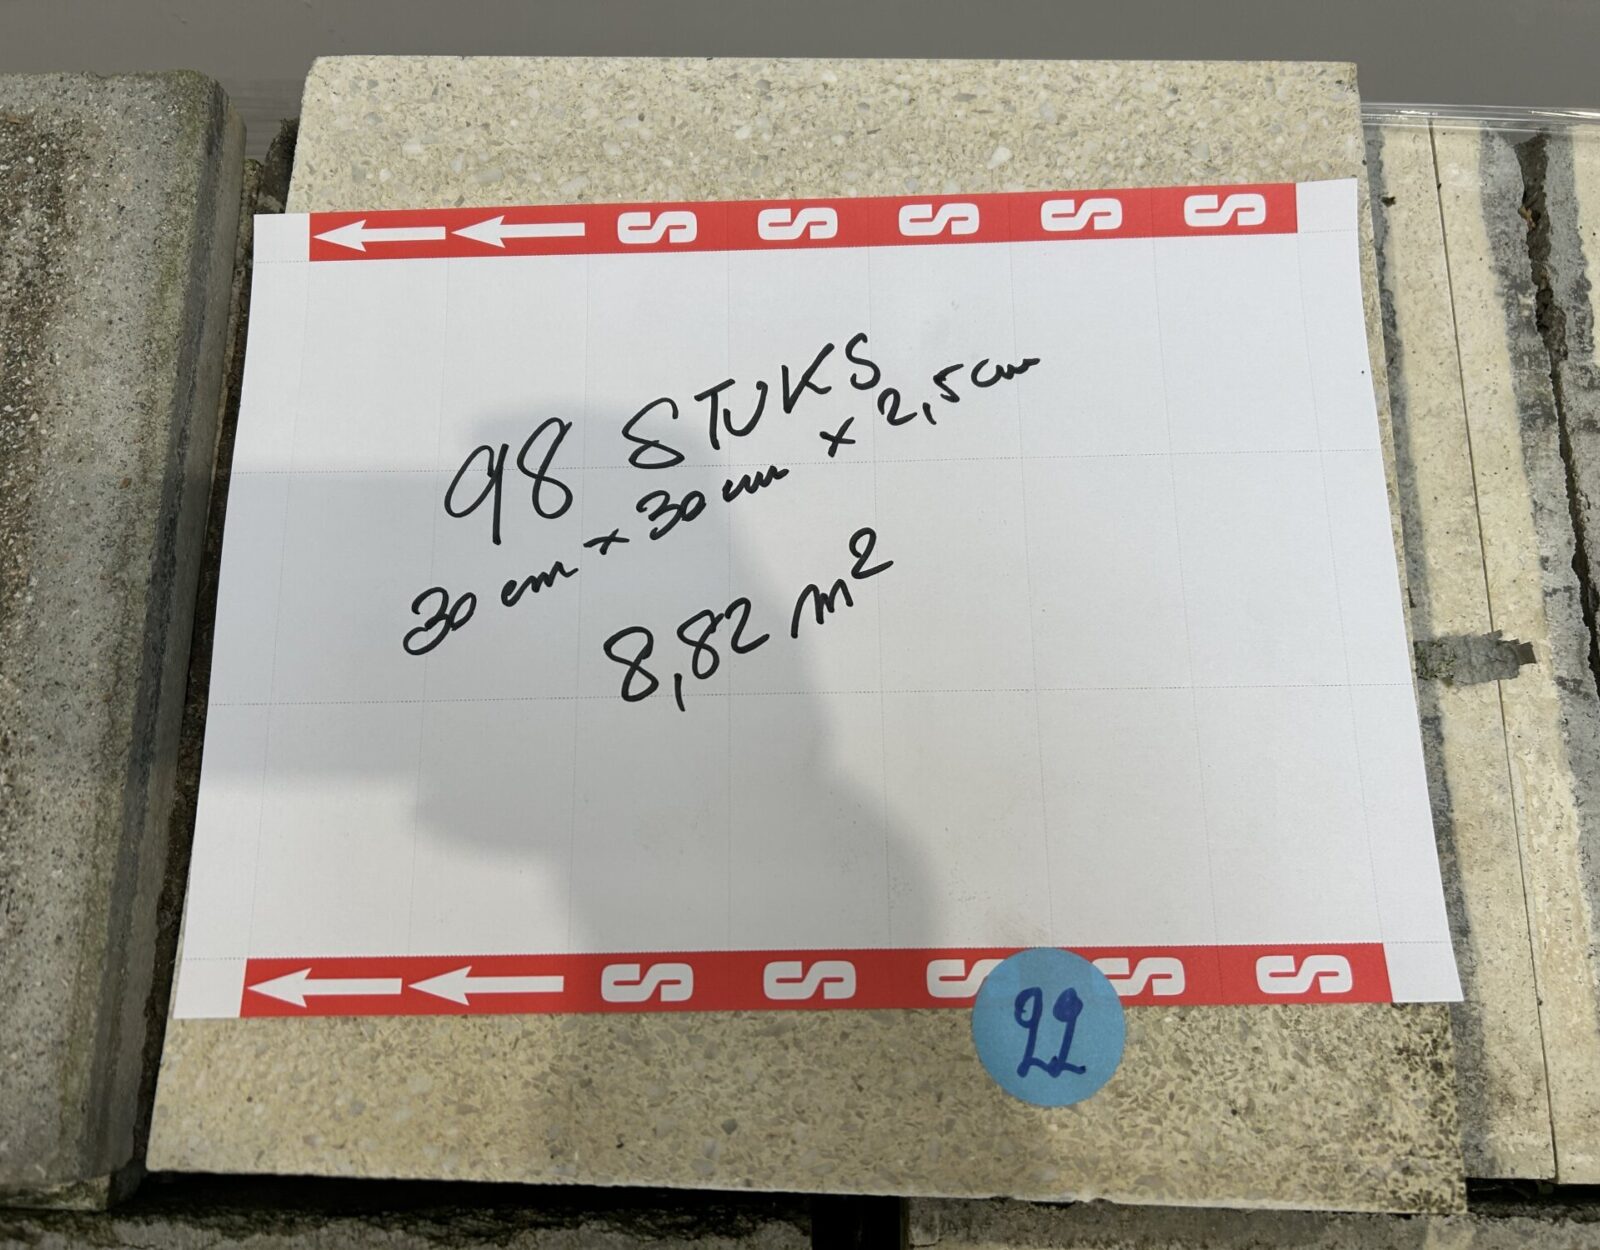 S S S S S
98 STUKS
30 cm x 30 cm x 2,5 cm
8,82 m²
S S S S S
22